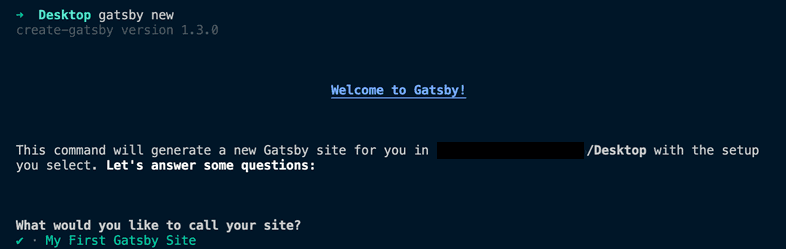 → Desktop gatsby new
create-gatsby version 1.3.0
Welcome to Gatsby!
This command will generate a new Gatsby site for you in /Desktop with the setup
you select. Let's answer some questions:
What would you like to call your site?
✔ · My First Gatsby Site